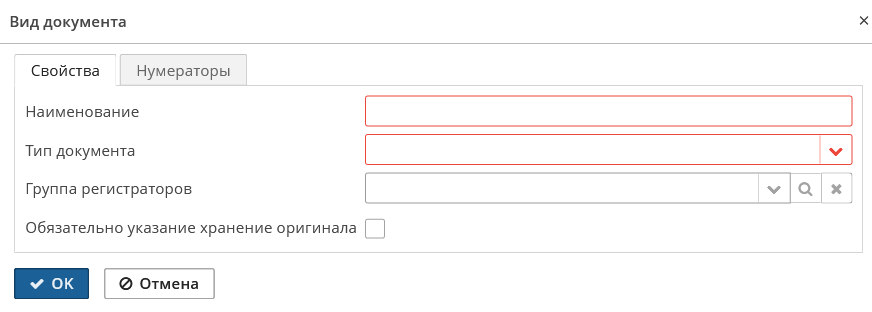 Вид документа
Свойства Нумераторы
Наименование
Тип документа
Группа регистраторов
Обязательно указание хранение оригинала
OK Отмена